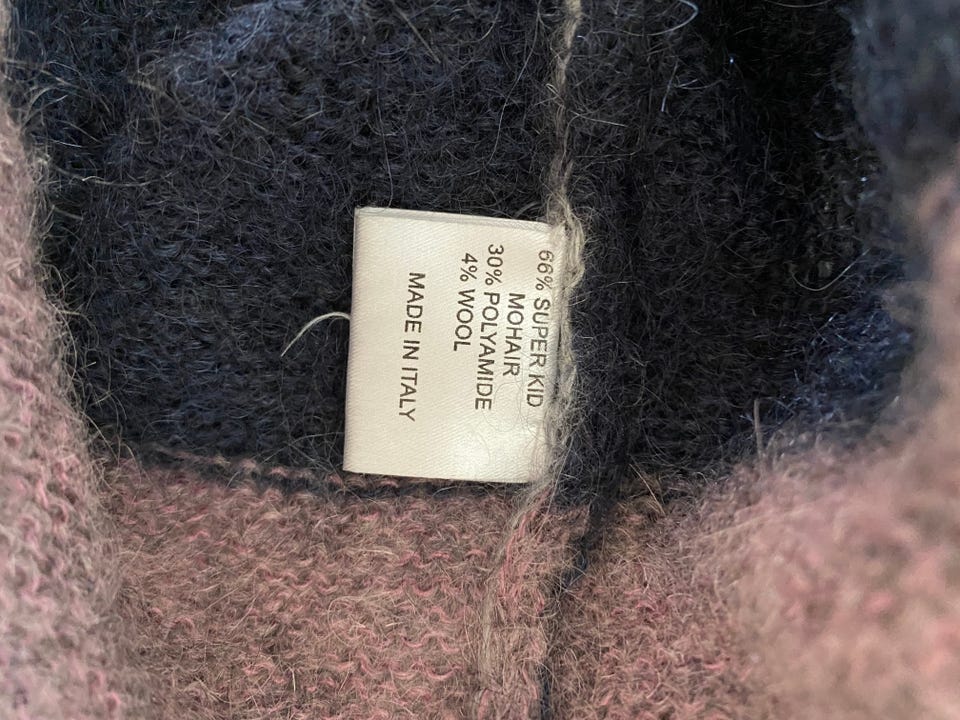 66% SUPER KID
MOHAIR
30% POLYAMIDE
4% WOOL
MADE IN ITALY